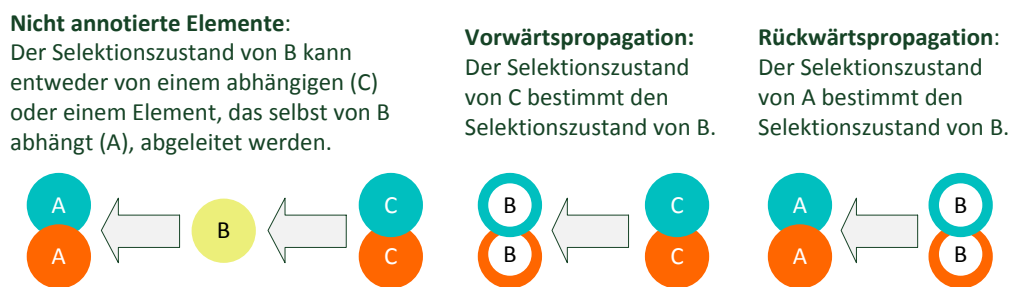 Nicht annotierte Elemente:
Der Selektionszustand von B kann
entweder von einem abhängigen (C)
oder einem Element, das selbst von B
abhängt (A), abgeleitet werden.
Vorwärtspropagation:
Der Selektionszustand
von C bestimmt den
Selektionszustand von B.
Rückwärtspropagation:
Der Selektionszustand
von A bestimmt den
Selektionszustand von B.
A B C B C A B
A C B C A B